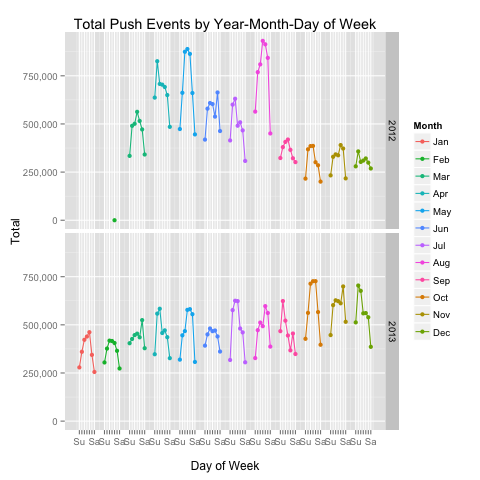 Total Push Events by Year-Month-Day of Week
750,000
500,000
250,000
0
2012
750,000
500,000
250,000
0
2013
Total
Su Sa Su Sa Su Sa Su Sa Su Sa Su Sa Su Sa Su Sa Su Sa Su Sa Su Sa Su Sa
Day of Week
Month
Jan
Feb
Mar
Apr
May
Jun
Jul
Aug
Sep
Oct
Nov
Dec